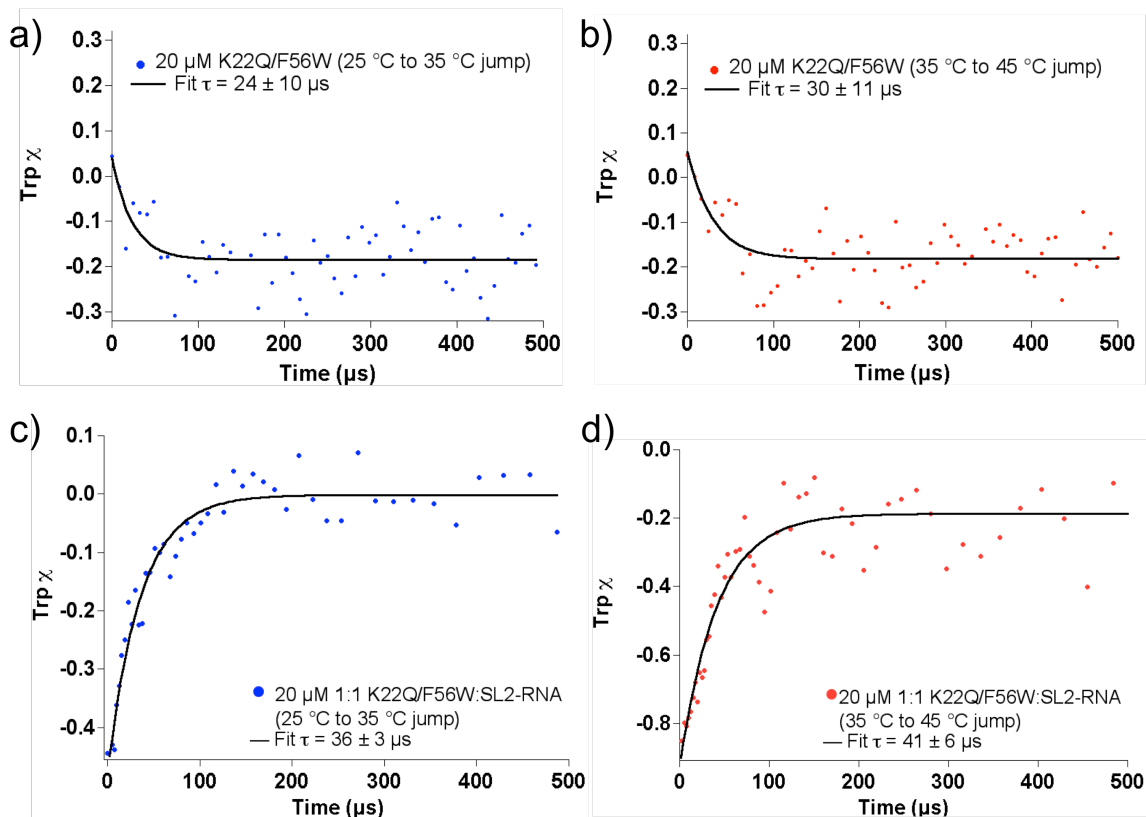 a)
0.3
0.2
0.1
0.0
-0.1
-0.2
-0.3
Trp χ
20 µM K22Q/F56W (25 °C to 35 °C jump)
Fit τ = 24 ± 10 µs
0
100
200
300
400
500
Time (µs)
b)
0.3
0.2
0.1
0.0
-0.1
-0.2
-0.3
Trp χ
20 µM K22Q/F56W (35 °C to 45 °C jump)
Fit τ = 30 ± 11 µs
0
100
200
300
400
500
Time (µs)
c)
0.1
0.0
-0.1
-0.2
-0.3
-0.4
Trp χ
20 µM 1:1 K22Q/F56W:SL2-RNA
(25 °C to 35 °C jump)
Fit τ = 36 ± 3 µs
0
100
200
300
400
500
Time (µs)
d)
0.0
-0.2
-0.4
-0.6
-0.8
Trp χ
20 µM 1:1 K22Q/F56W:SL2-RNA
(35 °C to 45 °C jump)
Fit τ = 41 ± 6 µs
0
100
200
300
400
500
Time (µs)